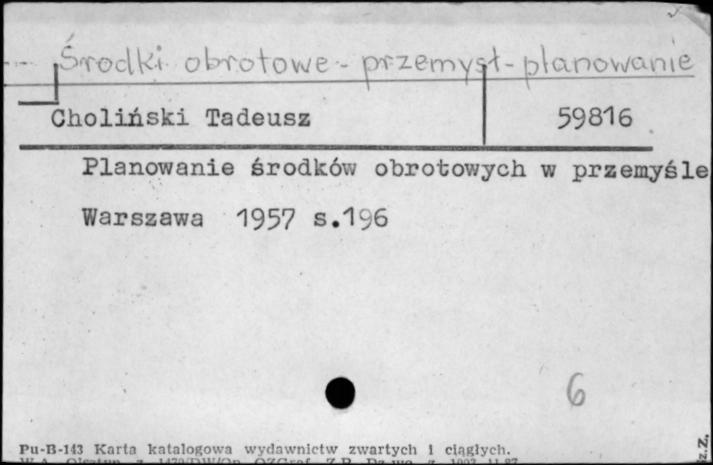 Środki obrotowe - przemysł - planowanie
Choliński Tadeusz 59816
Planowanie środków obrotowych w przemyśle
Warszawa 1957 s.196
6
Pu-B-143 Karta katalogowa wydawnictw zwartych i ciągłych.